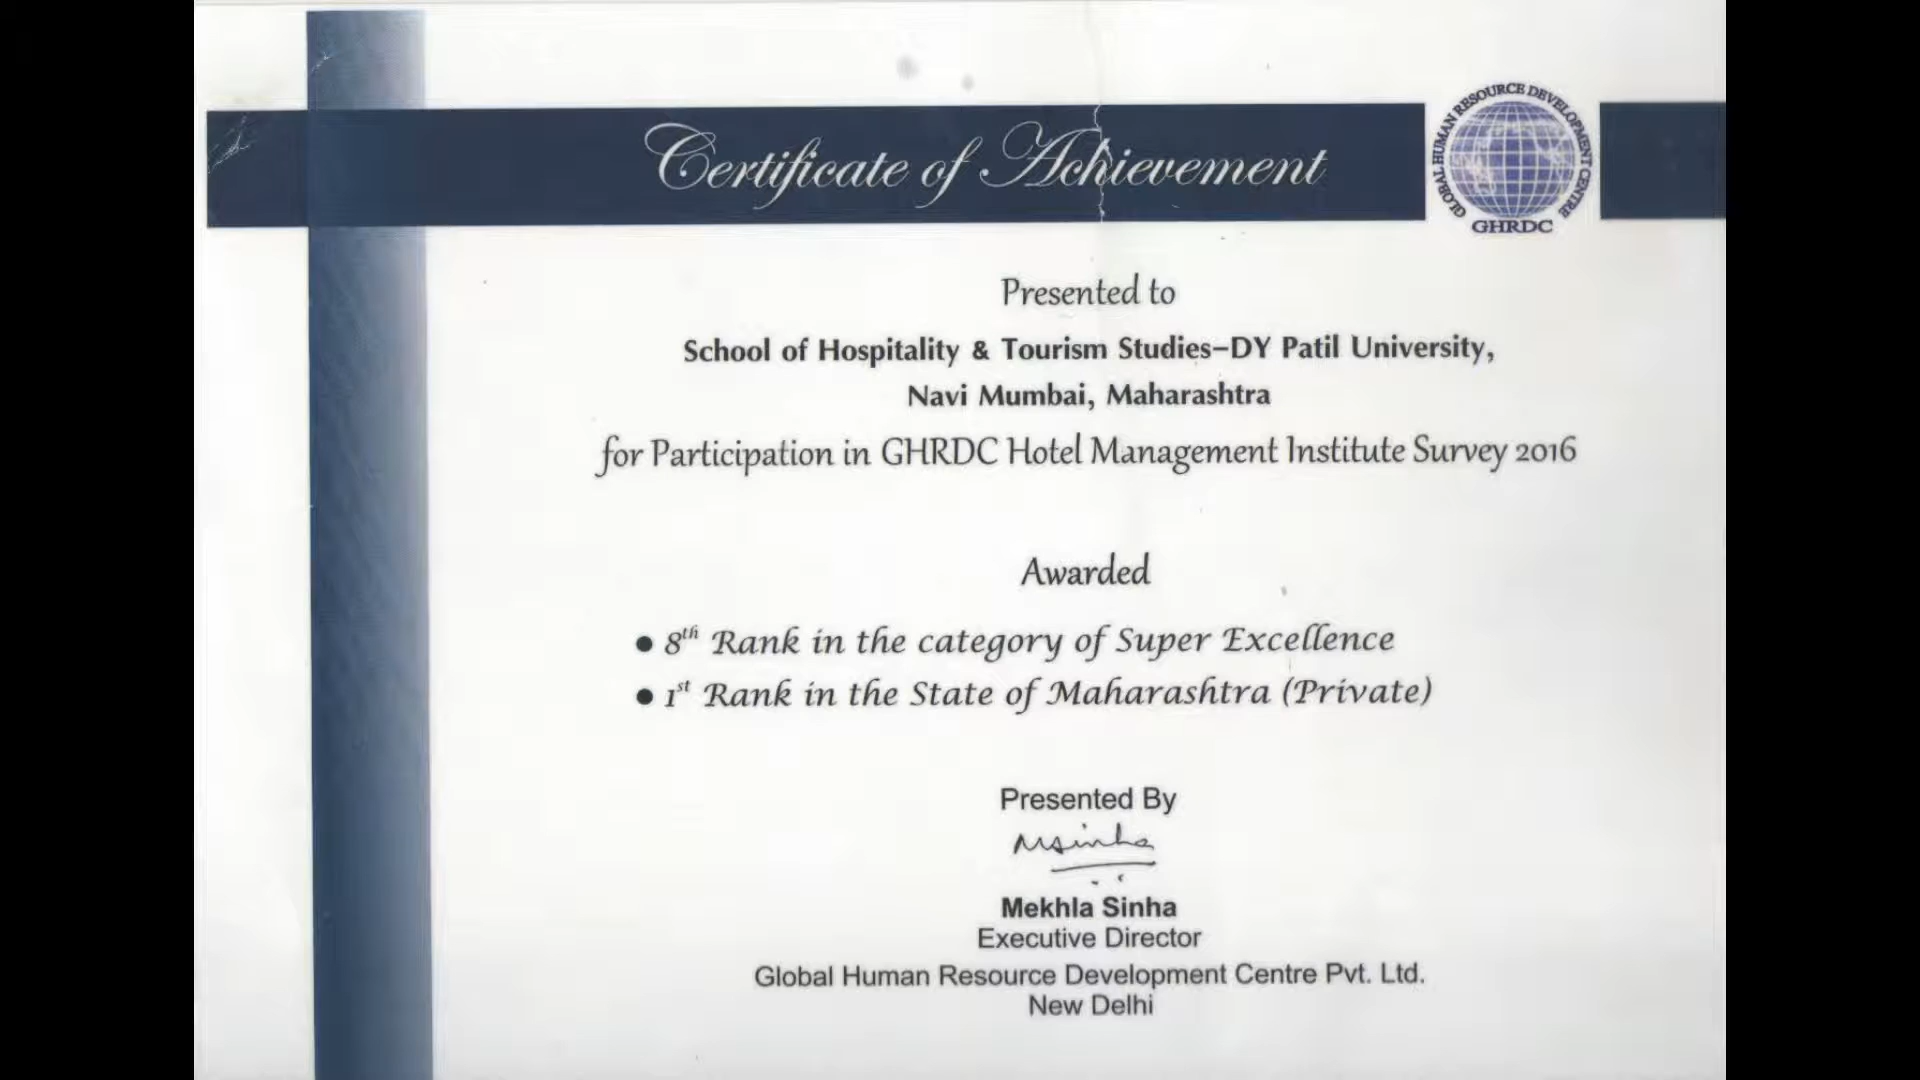 Certificate of Achievement
GLOBAL HUMAN RESOURCE DEVELOPMENT CENTRE
GHRDC
Presented to
School of Hospitality & Tourism Studies–DY Patil University,
Navi Mumbai, Maharashtra
for Participation in GHRDC Hotel Management Institute Survey 2016
Awarded
● 8th Rank in the category of Super Excellence
● 1st Rank in the State of Maharashtra (Private)
Presented By
Msinha
Mekhla Sinha
Executive Director
Global Human Resource Development Centre Pvt. Ltd.
New Delhi